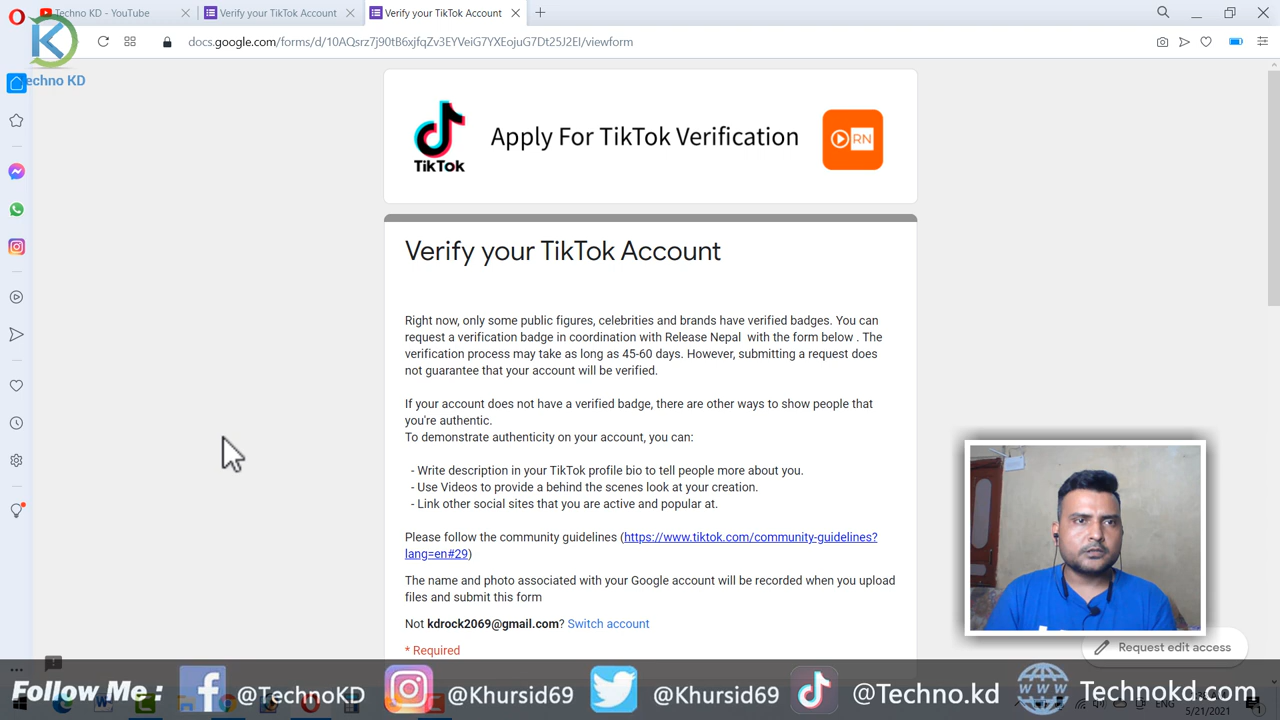 Techno KD - YouTube
Verify your TikTok Account
Verify your TikTok Account
docs.google.com/forms/d/10AQsrz7j90tB6xjfqZv3EYVeiG7YXEojuG7Dt25J2EI/viewform
K
echno KD
TikTok
Apply For TikTok Verification
RN
Verify your TikTok Account
Right now, only some public figures, celebrities and brands have verified badges. You can
request a verification badge in coordination with Release Nepal with the form below . The
verification process may take as long as 45-60 days. However, submitting a request does
not guarantee that your account will be verified.
If your account does not have a verified badge, there are other ways to show people that
you're authentic.
To demonstrate authenticity on your account, you can:
- Write description in your TikTok profile bio to tell people more about you.
- Use Videos to provide a behind the scenes look at your creation.
- Link other social sites that you are active and popular at.
Please follow the community guidelines (https://www.tiktok.com/community-guidelines?
lang=en#29)
The name and photo associated with your Google account will be recorded when you upload
files and submit this form
Not kdrock2069@gmail.com? Switch account
* Required
Request edit access
Follow Me : @TechnoKD @Khursid69 @Khursid69 @Techno.kd WWW Technokd.com
ENG
5/21/2021